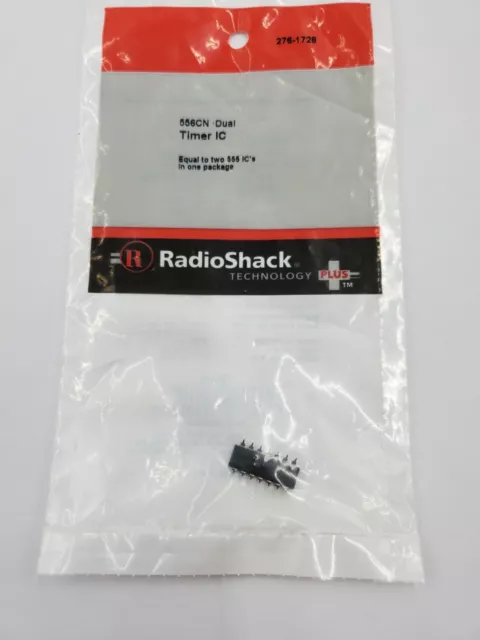 276-1728
556CN -Dual
Timer IC
Equal to two 555 IC's
in one package
R RadioShack®
TECHNOLOGY PLUS
TM